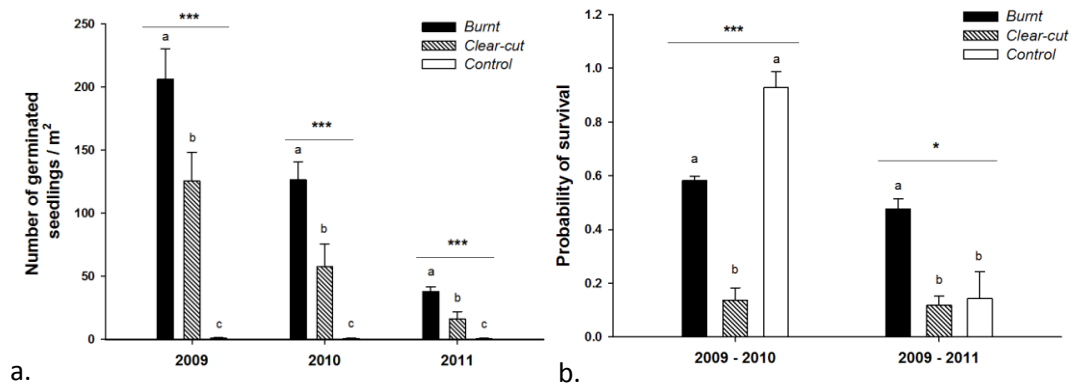 250
200
150
100
50
0
Number of germinated
seedlings / m²
***
a
b
c
***
a
b
c
***
a
b
c
Burnt
Clear-cut
Control
2009
2010
2011
a.
1.2
1.0
0.8
0.6
0.4
0.2
0.0
Probability of survival
***
a
b
a
*
a
b
b
Burnt
Clear-cut
Control
2009 - 2010
2009 - 2011
b.